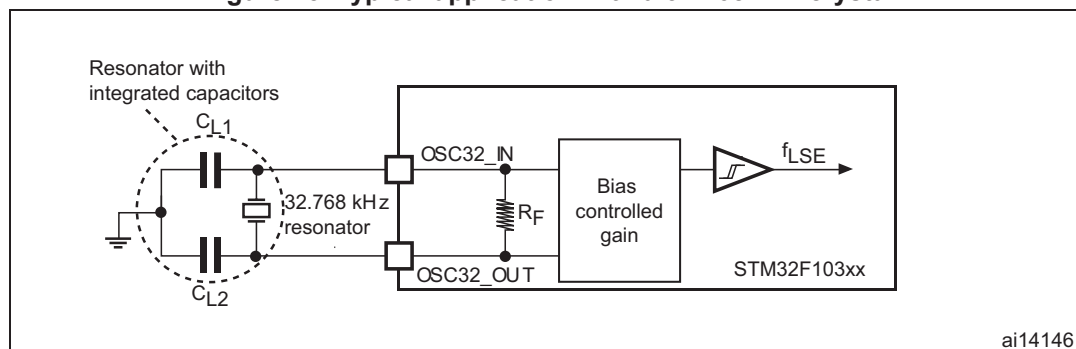 Resonator with
integrated capacitors
CL1
OSC32_IN
fLSE
32.768 kHz
resonator
RF
Bias
controlled
gain
OSC32_OUT
STM32F103xx
CL2
ai14146